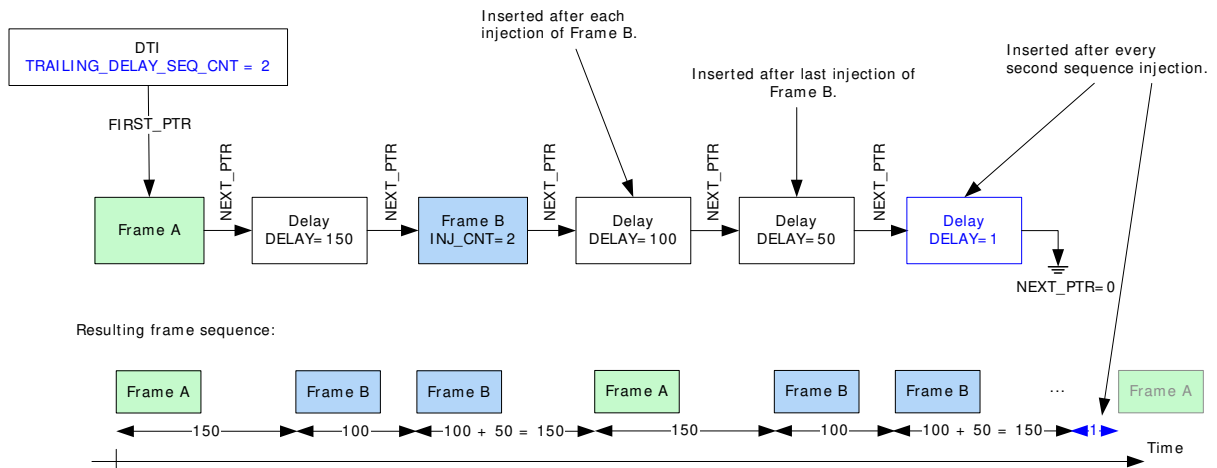 Inserted after each
injection of Frame B.
DTI
TRAILING_DELAY_SEQ_CNT = 2
Inserted after every
second sequence injection.
Inserted after last injection of
Frame B.
FIRST_PTR
NEXT_PTR
NEXT_PTR
NEXT_PTR
NEXT_PTR
NEXT_PTR
Frame A
Delay
DELAY=150
Frame B
INJ_CNT=2
Delay
DELAY=100
Delay
DELAY=50
Delay
DELAY=1
NEXT_PTR=0
Resulting frame sequence:
Frame A
Frame B
Frame B
Frame A
Frame B
Frame B
...
Frame A
150
100
100 + 50 = 150
150
100
100 + 50 = 150
1
Time